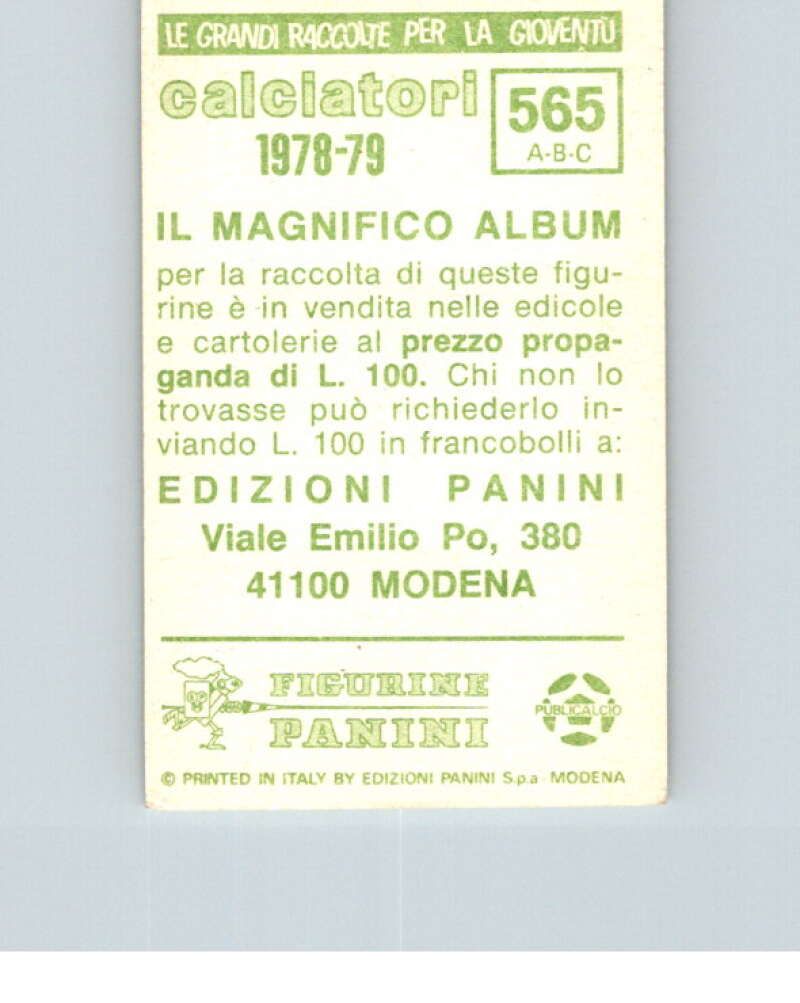 LE GRANDI RACCOLTE PER LA GIOVENTÙ
calciatori
1978-79
565
A-B-C
IL MAGNIFICO ALBUM
per la raccolta di queste figu-
rine è in vendita nelle edicole
e cartolerie al prezzo propa-
ganda di L. 100. Chi non lo
trovasse può richiederlo in-
viando L. 100 in francobolli a:
EDIZIONI PANINI
Viale Emilio Po, 380
41100 MODENA
FIGURINE
PANINI
PUBLICALCIO
© PRINTED IN ITALY BY EDIZIONI PANINI S.p.a. MODENA